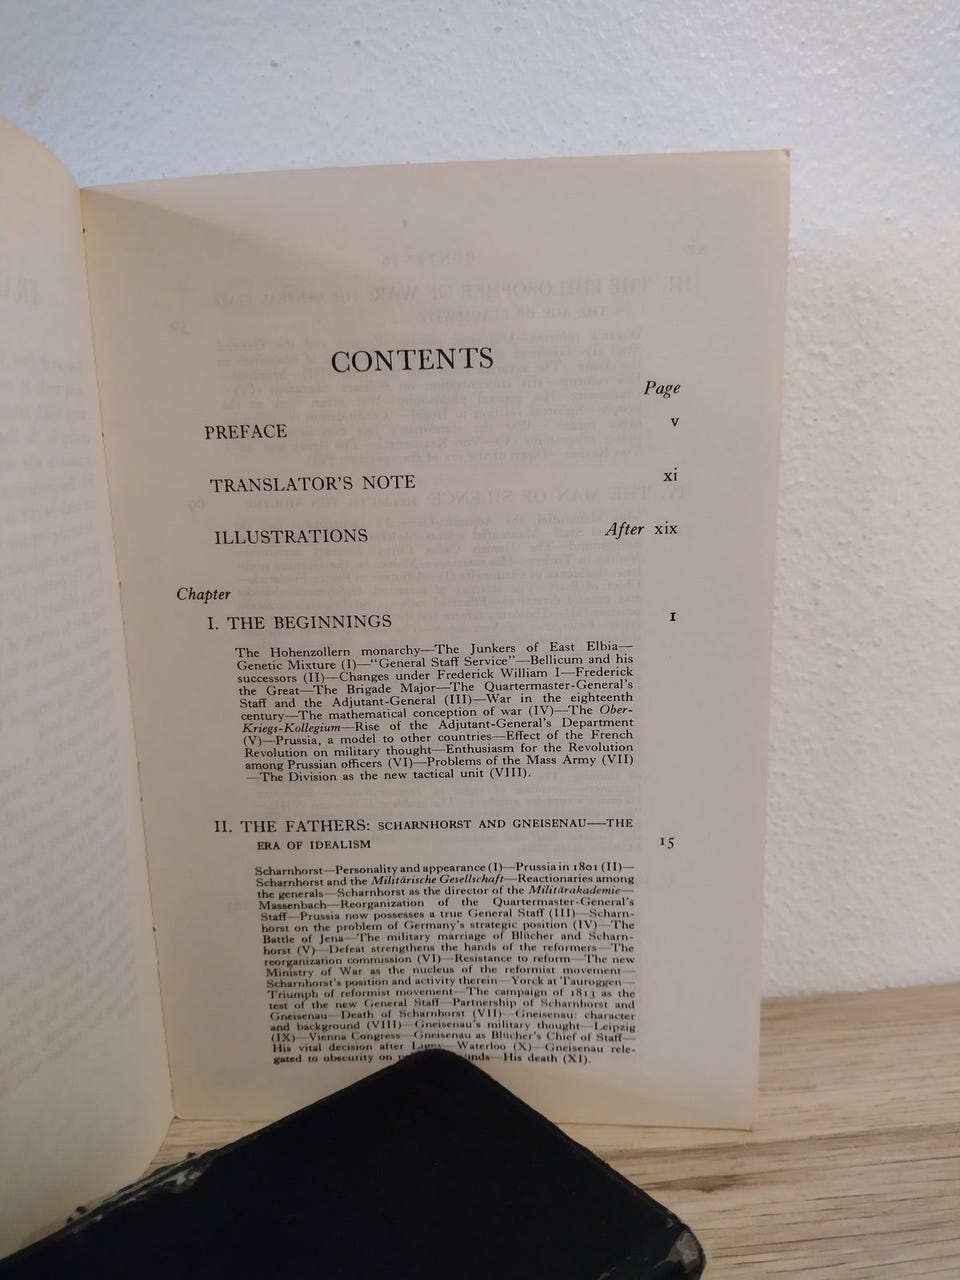 CONTENTS
Page
PREFACE v
TRANSLATOR'S NOTE xi
ILLUSTRATIONS After xix
Chapter
I. THE BEGINNINGS 1
The Hohenzollern monarchy—The Junkers of East Elbia—
Genetic Mixture (I)—"General Staff Service"—Bellicum and his
successors (II)—Changes under Frederick William I—Frederick
the Great—The Brigade Major—The Quartermaster-General's
Staff and the Adjutant-General (III)—War in the eighteenth
century—The mathematical conception of war (IV)—The Ober-
Kriegs-Kollegium—Rise of the Adjutant-General's Department
(V)—Prussia, a model to other countries—Effect of the French
Revolution on military thought—Enthusiasm for the Revolution
among Prussian officers (VI)—Problems of the Mass Army (VII)
—The Division as the new tactical unit (VIII).
II. THE FATHERS: SCHARNHORST AND GNEISENAU—THE
ERA OF IDEALISM 15
Scharnhorst—Personality and appearance (I)—Prussia in 1801 (II)—
Scharnhorst and the Militärische Gesellschaft—Reactionaries among
the generals—Scharnhorst as the director of the Militärakademie—
Massenbach—Reorganization of the Quartermaster-General's
Staff—Prussia now possesses a true General Staff (III)—Scharn-
horst on the problem of Germany's strategic position (IV)—The
Battle of Jena—The military marriage of Blücher and Scharn-
horst (V)—Defeat strengthens the hands of the reformers—The
reorganization commission (VI)—Resistance to reform—The new
Ministry of War as the nucleus of the reformist movement—
Scharnhorst's position and activity therein—Yorck at Tauroggen—
Triumph of reformist movement—The campaign of 1813 as the
test of the new General Staff—Partnership of Scharnhorst and
Gneisenau—Death of Scharnhorst (VII)—Gneisenau: character
and background (VIII)—Gneisenau's military thought—Leipzig
(IX)—Vienna Congress—Gneisenau as Blücher's Chief of Staff—
His vital decision after Ligny—Waterloo (X)—Gneisenau rele-
gated to obscurity on unds—His death (XI).